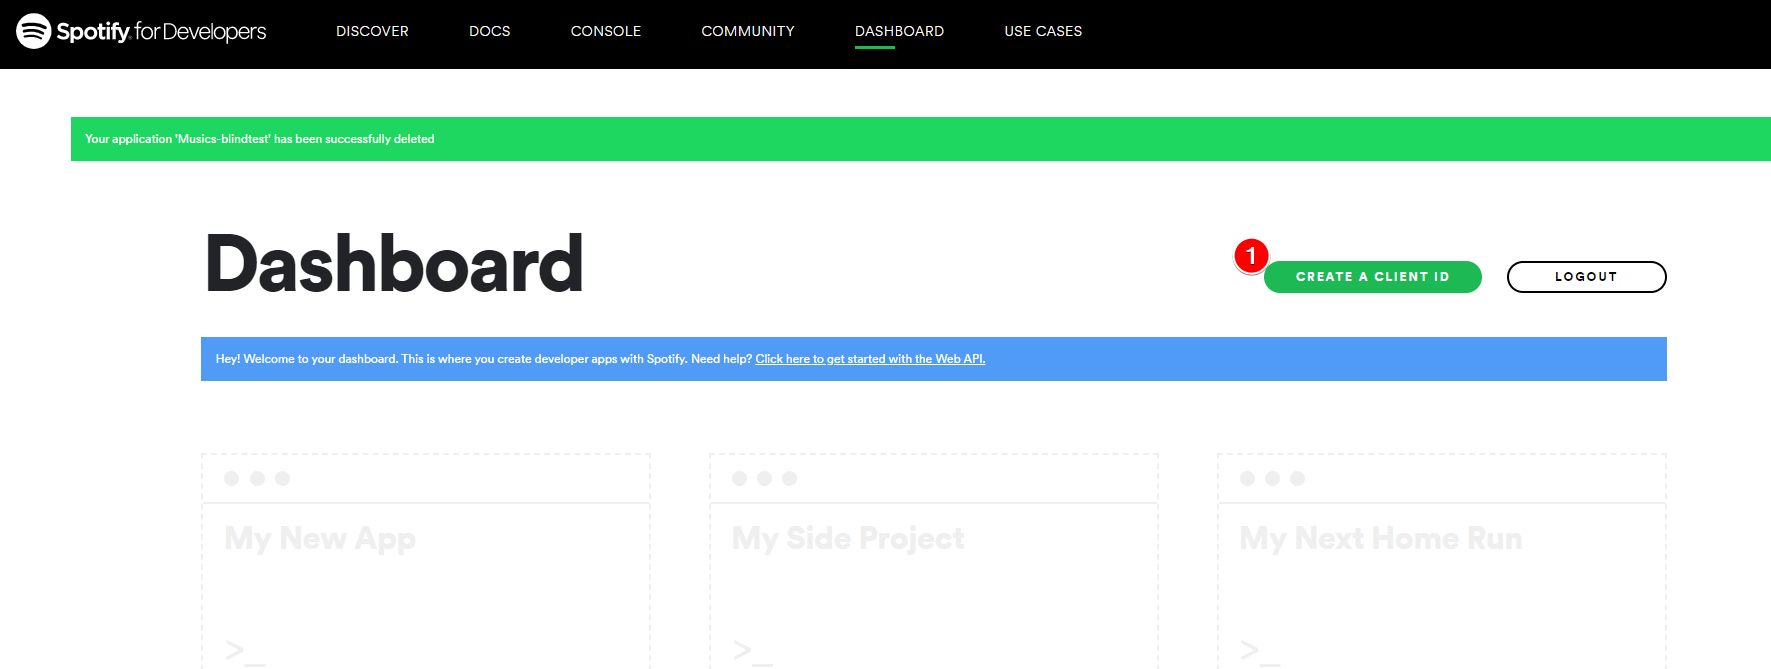 Spotify for Developers DISCOVER DOCS CONSOLE COMMUNITY DASHBOARD USE CASES
Your application 'Musics-blindtest' has been successfully deleted
Dashboard
1
CREATE A CLIENT ID LOGOUT
Hey! Welcome to your dashboard. This is where you create developer apps with Spotify. Need help? Click here to get started with the Web API.
My New App My Side Project My Next Home Run
>_ >_ >_